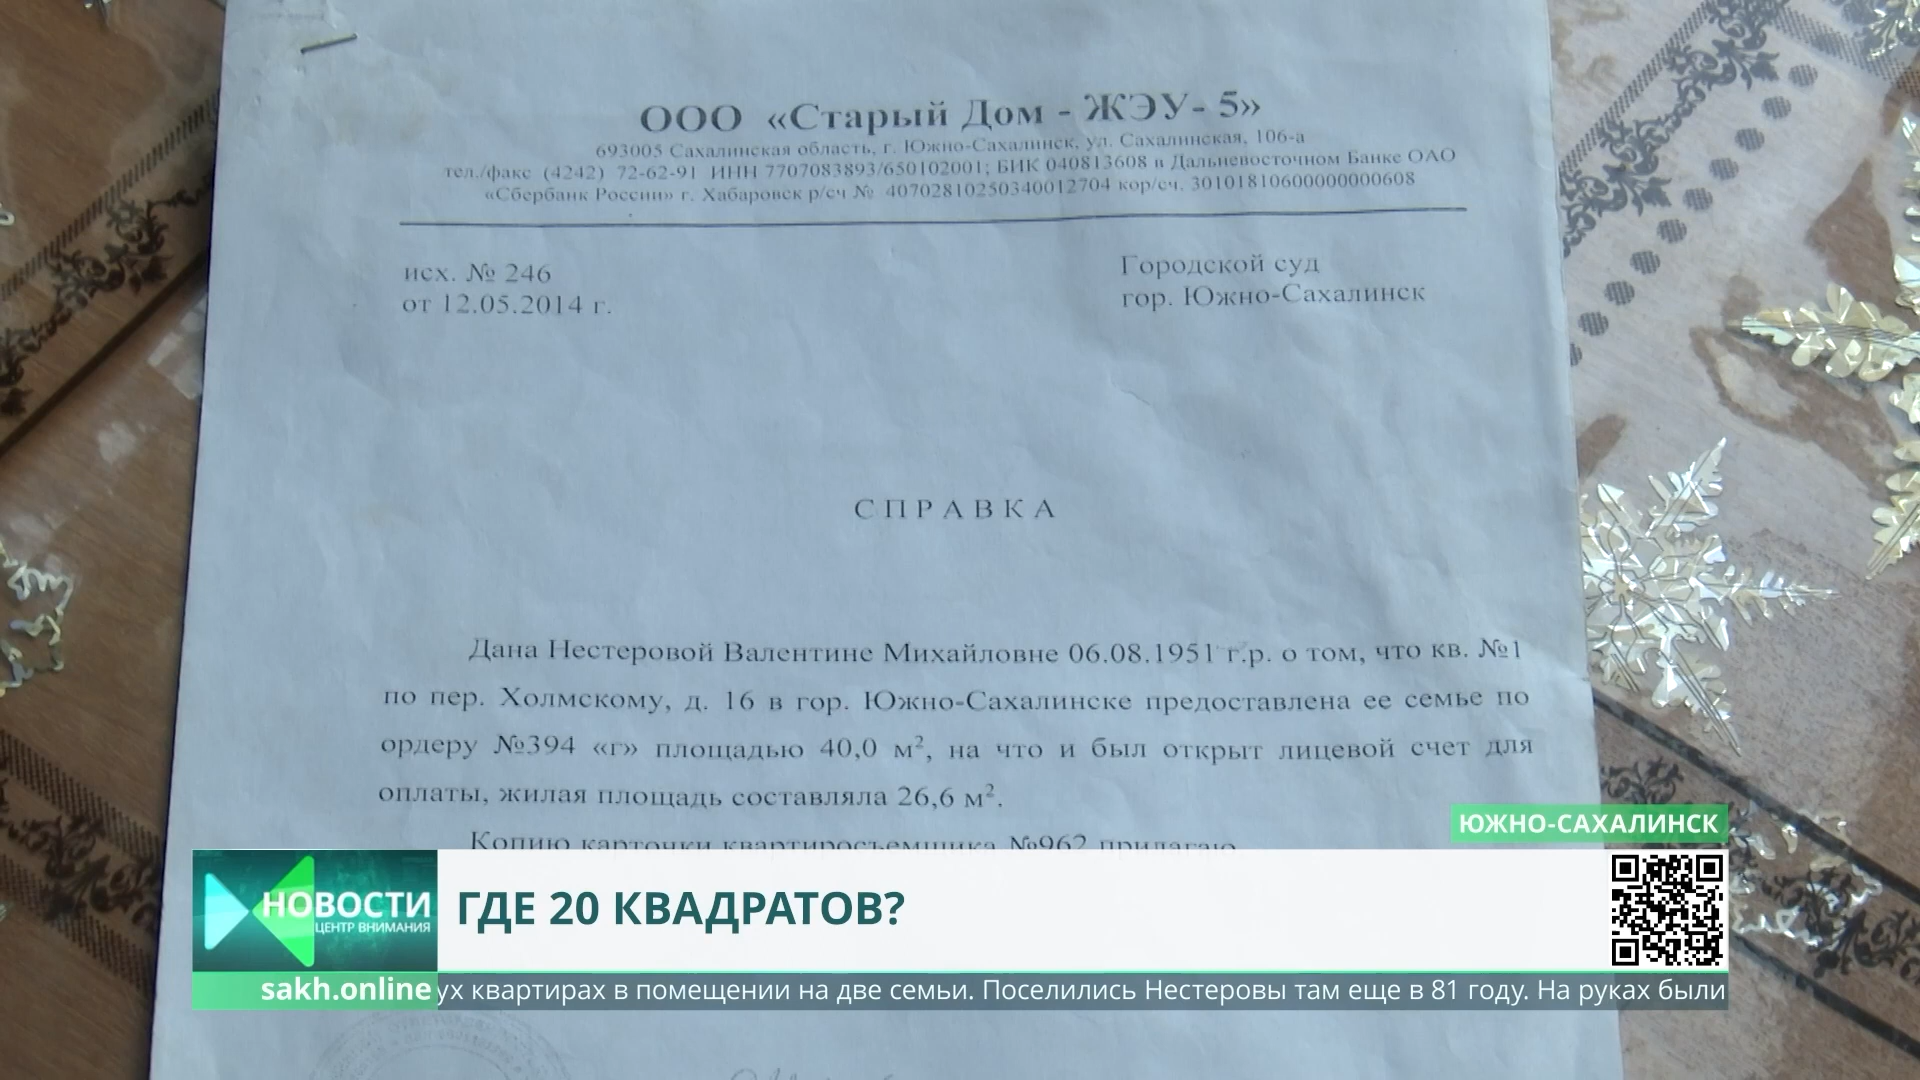 ООО «Старый Дом - ЖЭУ- 5»
693005 Сахалинская область, г. Южно-Сахалинск, ул. Сахалинская, 106-а
тел./факс (4242) 72-62-91 ИНН 7707083893/650102001; БИК 040813608 в Дальневосточном Банке ОАО
«Сбербанк России» г. Хабаровск р/сч № 40702810250340012704 кор/сч. 30101810600000000608
исх. № 246
от 12.05.2014 г.
Городской суд
гор. Южно-Сахалинск
СПРАВКА
Дана Нестеровой Валентине Михайловне 06.08.1951 г.р. о том, что кв. №1
по пер. Холмскому, д. 16 в гор. Южно-Сахалинске предоставлена ее семье по
ордеру №394 «г» площадью 40,0 м², на что и был открыт лицевой счет для
оплаты, жилая площадь составляла 26,6 м².
Копию карточки квартиросъемщика №962 прилагаю
ЮЖНО-САХАЛИНСК
НОВОСТИ
ЦЕНТР ВНИМАНИЯ
ГДЕ 20 КВАДРАТОВ?
sakh.online
ух квартирах в помещении на две семьи. Поселились Нестеровы там еще в 81 году. На руках были